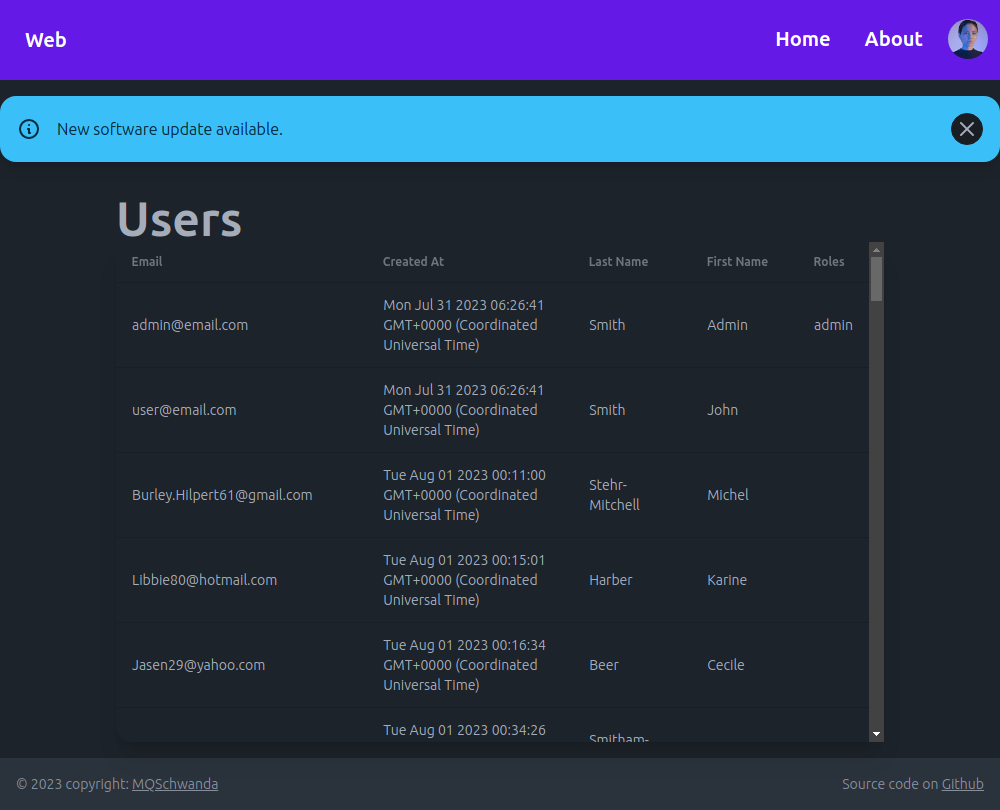 Web Home About
New software update available.
Users
Email Created At Last Name First Name Roles
Mon Jul 31 2023 06:26:41
admin@email.com GMT+0000 (Coordinated Smith Admin admin
Universal Time)
Mon Jul 31 2023 06:26:41
user@email.com GMT+0000 (Coordinated Smith John
Universal Time)
Tue Aug 01 2023 00:11:00
Stehr-
Burley.Hilpert61@gmail.com GMT+0000 (Coordinated Michel
Mitchell
Universal Time)
Tue Aug 01 2023 00:15:01
Libbie80@hotmail.com GMT+0000 (Coordinated Harber Karine
Universal Time)
Tue Aug 01 2023 00:16:34
Jasen29@yahoo.com GMT+0000 (Coordinated Beer Cecile
Universal Time)
Tue Aug 01 2023 00:34:26
Smitham-
© 2023 copyright: MQSchwanda Source code on Github